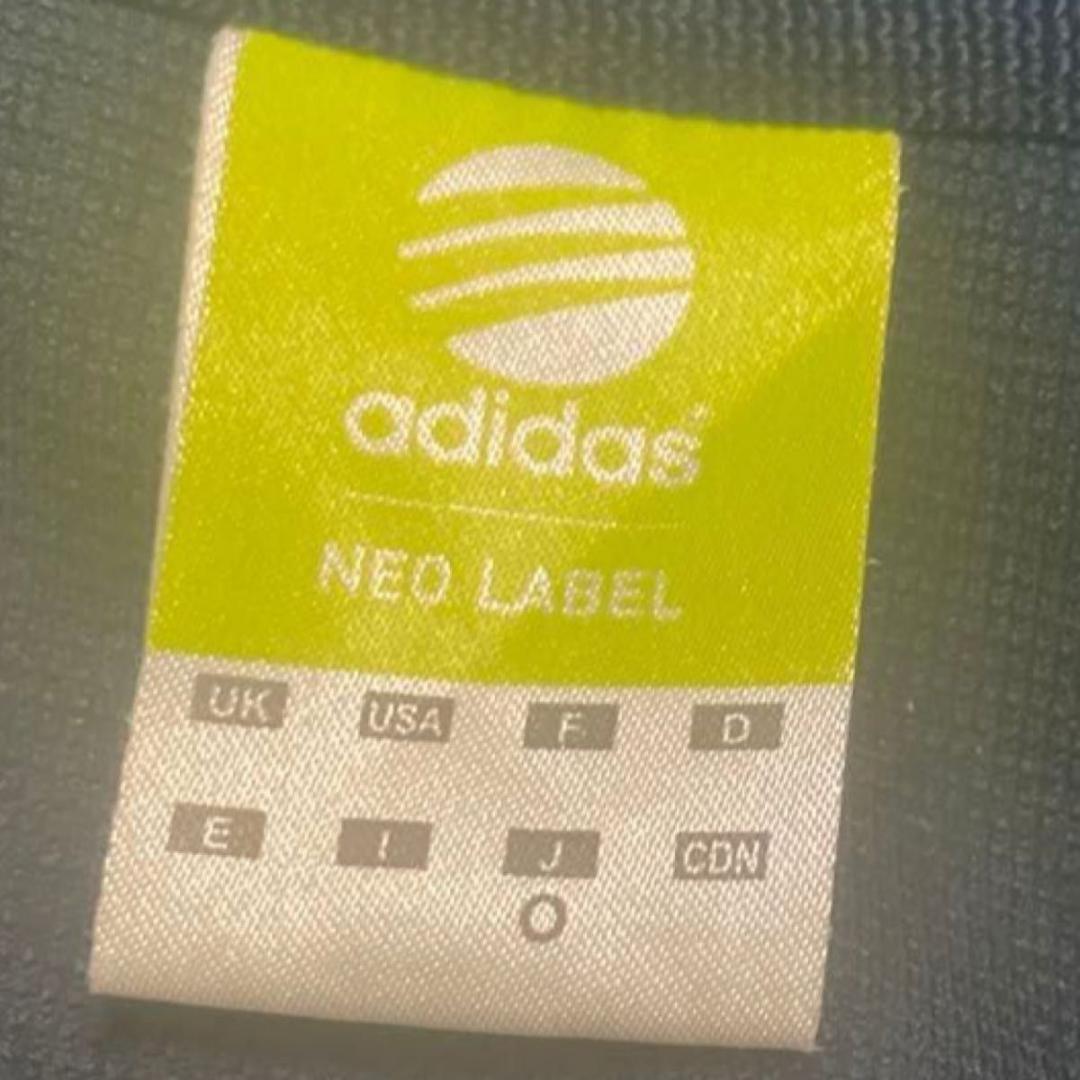 adidas
NEO LABEL
UK USA F D
E I J CDN
O